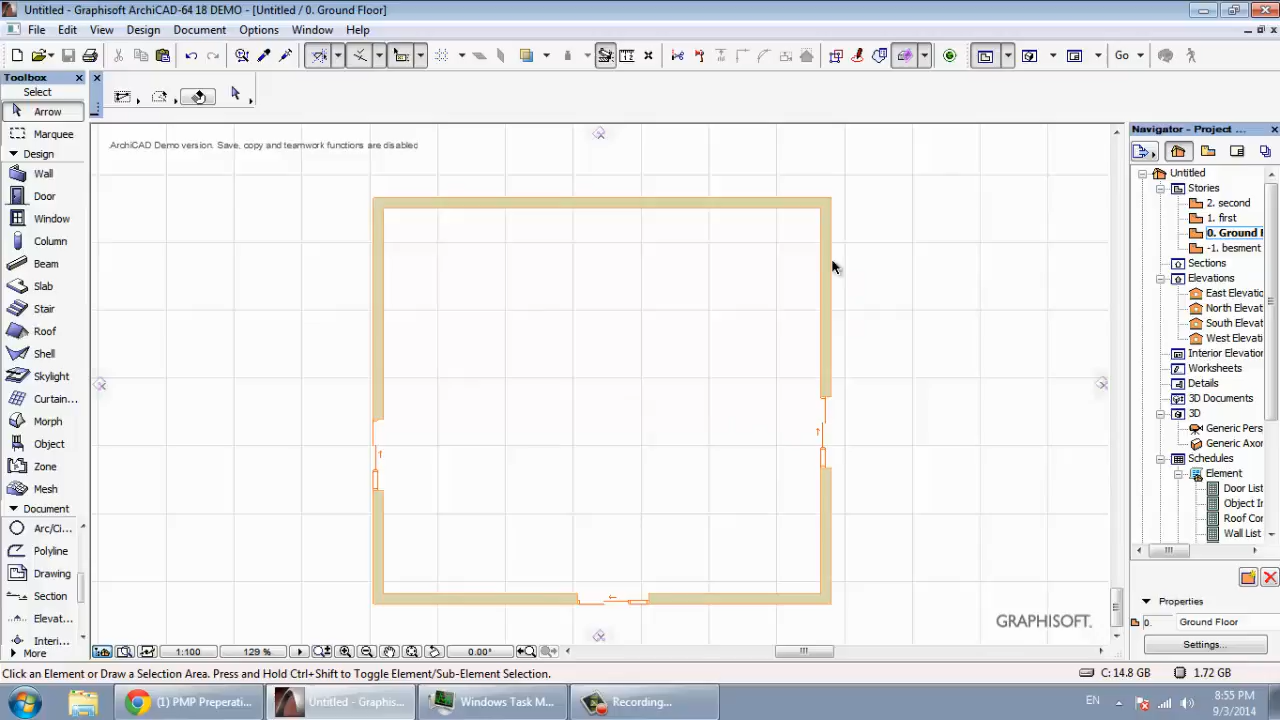 Untitled - Graphisoft ArchiCAD-64 18 DEMO - [Untitled / 0. Ground Floor]
File Edit View Design Document Options Window Help
Go
Toolbox
Select
Arrow
Marquee
Design
Wall
Door
Window
Column
Beam
Slab
Stair
Roof
Shell
Skylight
Curtain...
Morph
Object
Zone
Mesh
Document
Arc/Ci...
Polyline
Drawing
Section
Elevat...
Interi...
More
ArchiCAD Demo version. Save, copy and teamwork functions are disabled
GRAPHISOFT.
Navigator - Project ...
Untitled
Stories
2. second
1. first
0. Ground F
-1. besment
Sections
Elevations
East Elevatio
North Elevat
South Elevat
West Elevati
Interior Elevation
Worksheets
Details
3D Documents
3D
Generic Pers
Generic Axo
Schedules
Element
Door List
Object In
Roof Co
Wall List
Properties
0. Ground Floor
Settings...
1:100 129 % 0.00°
Click an Element or Draw a Selection Area. Press and Hold Ctrl+Shift to Toggle Element/Sub-Element Selection.
C: 14.8 GB 1.72 GB
(1) PMP Preperati...
Untitled - Graphis...
Windows Task M...
Recording...
EN
8:55 PM
9/3/2014